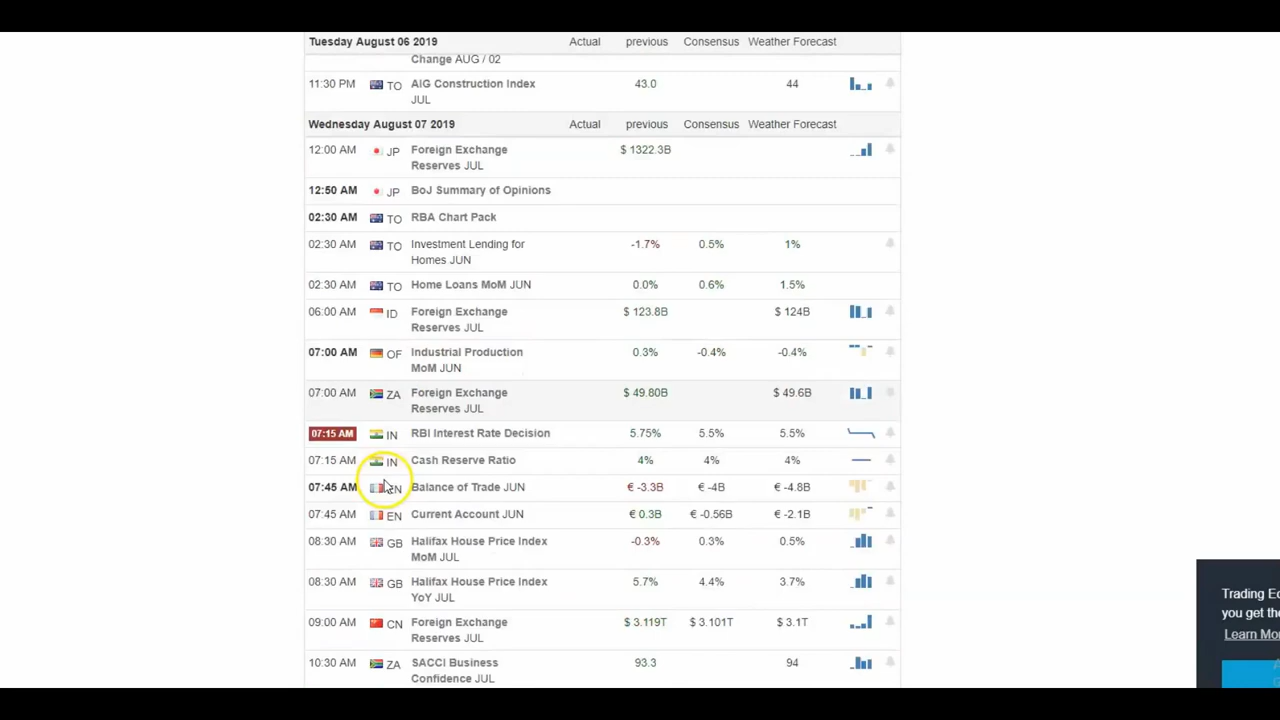 Tuesday August 06 2019 Actual previous Consensus Weather Forecast
Change AUG / 02
11:30 PM TO AIG Construction Index 43.0 44
JUL
Wednesday August 07 2019 Actual previous Consensus Weather Forecast
12:00 AM JP Foreign Exchange $ 1322.3B
Reserves JUL
12:50 AM JP BoJ Summary of Opinions
02:30 AM TO RBA Chart Pack
02:30 AM TO Investment Lending for -1.7% 0.5% 1%
Homes JUN
02:30 AM TO Home Loans MoM JUN 0.0% 0.6% 1.5%
06:00 AM ID Foreign Exchange $ 123.8B $ 124B
Reserves JUL
07:00 AM OF Industrial Production 0.3% -0.4% -0.4%
MoM JUN
07:00 AM ZA Foreign Exchange $ 49.80B $ 49.6B
Reserves JUL
07:15 AM IN RBI Interest Rate Decision 5.75% 5.5% 5.5%
07:15 AM IN Cash Reserve Ratio 4% 4% 4%
07:45 AM EN Balance of Trade JUN € -3.3B € -4B € -4.8B
07:45 AM EN Current Account JUN € 0.3B € -0.56B € -2.1B
08:30 AM GB Halifax House Price Index -0.3% 0.3% 0.5%
MoM JUL
08:30 AM GB Halifax House Price Index 5.7% 4.4% 3.7%
YoY JUL
09:00 AM CN Foreign Exchange $ 3.119T $ 3.101T $ 3.1T
Reserves JUL
10:30 AM ZA SACCI Business 93.3 94
Confidence JUL
Trading Ec
you get the
Learn Mor